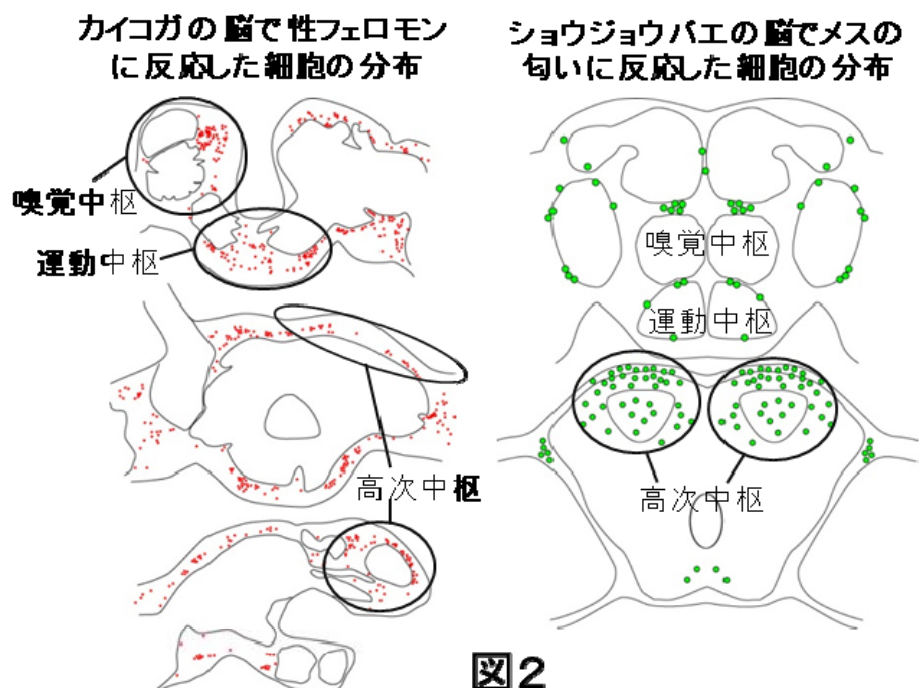 カイコガの脳で性フェロモン
に反応した細胞の分布
嗅覚中枢
運動中枢
高次中枢
ショウジョウバエの脳でメスの
匂いに反応した細胞の分布
嗅覚中枢
運動中枢
高次中枢
図2